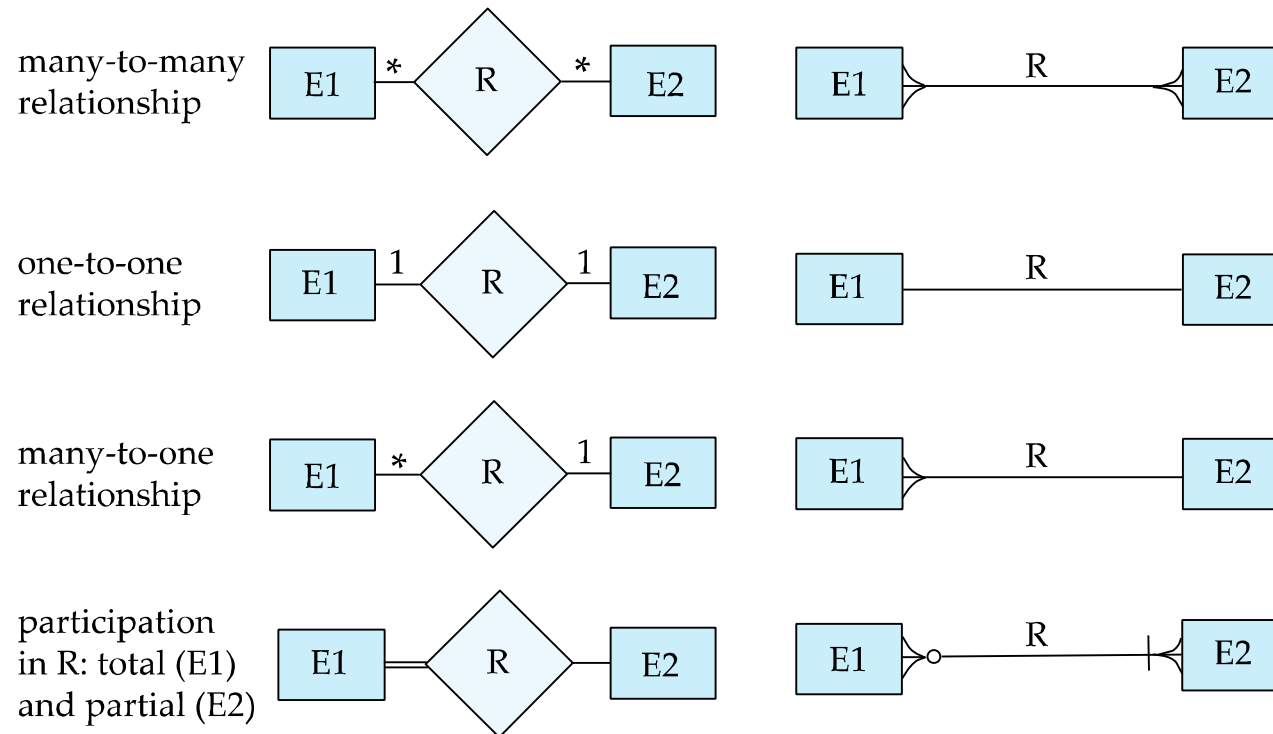 many-to-many
relationship
E1 * R * E2
E1 R E2
one-to-one
relationship
E1 1 R 1 E2
E1 R E2
many-to-one
relationship
E1 * R 1 E2
E1 R E2
participation
in R: total (E1)
and partial (E2)
E1 R E2
E1 R E2